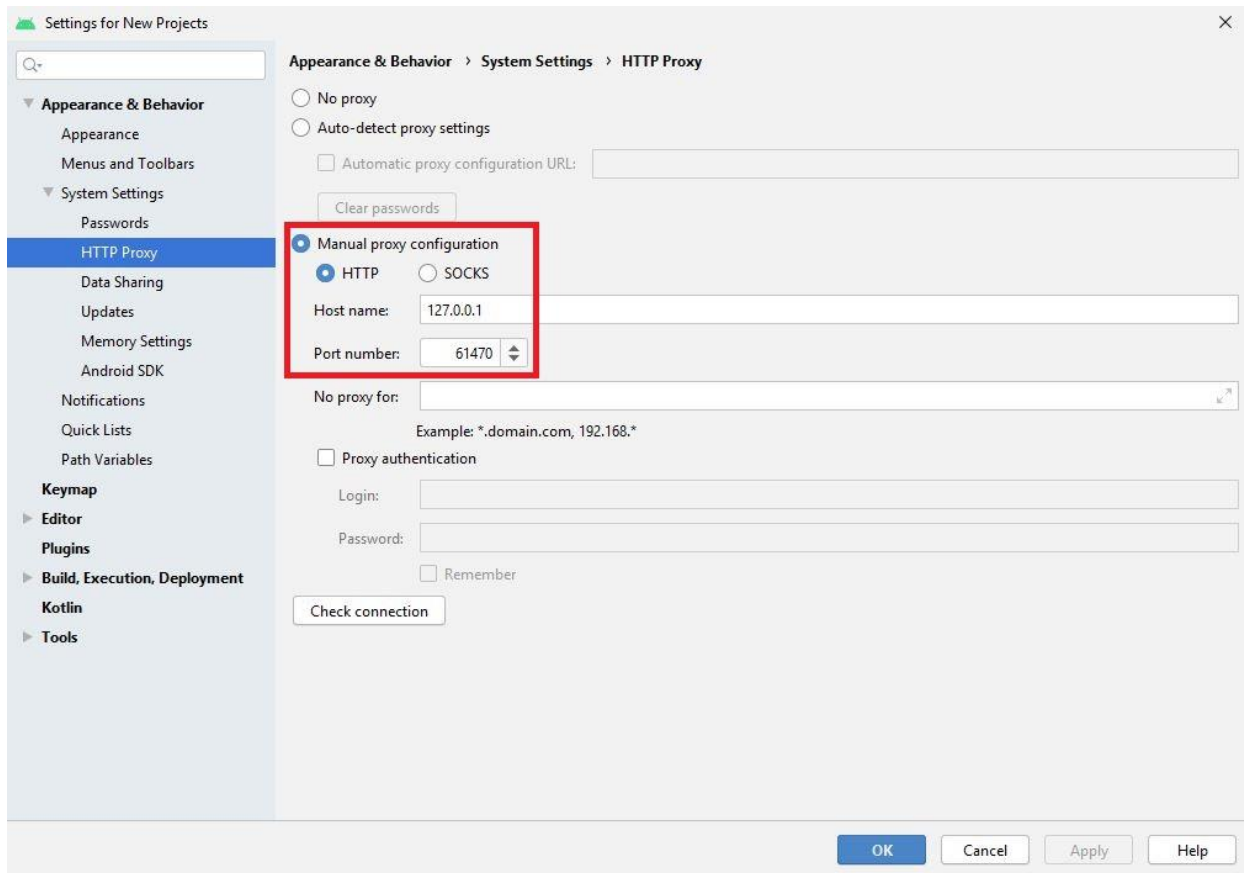 Settings for New Projects
Appearance & Behavior
Appearance
Menus and Toolbars
System Settings
Passwords
HTTP Proxy
Data Sharing
Updates
Memory Settings
Android SDK
Notifications
Quick Lists
Path Variables
Keymap
Editor
Plugins
Build, Execution, Deployment
Kotlin
Tools
Appearance & Behavior › System Settings › HTTP Proxy
No proxy
Auto-detect proxy settings
Automatic proxy configuration URL:
Clear passwords
Manual proxy configuration
HTTP SOCKS
Host name: 127.0.0.1
Port number: 61470
No proxy for:
Example: *.domain.com, 192.168.*
Proxy authentication
Login:
Password:
Remember
Check connection
OK Cancel Apply Help